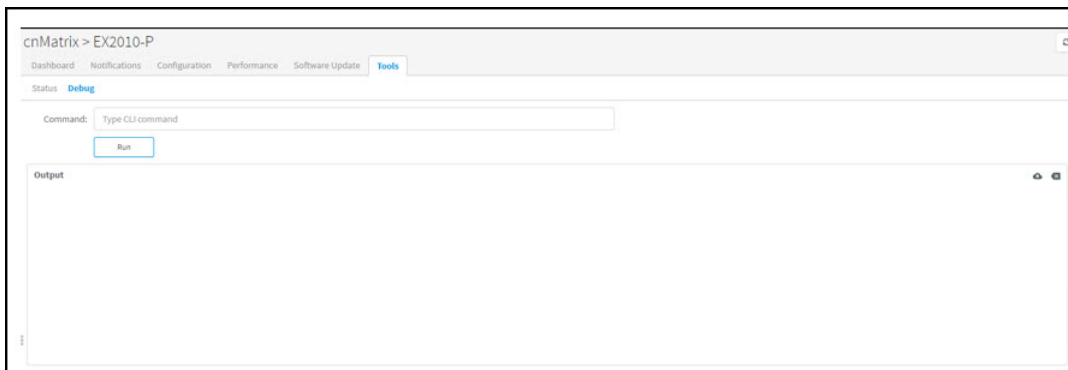 cnMatrix > EX2010-P
Dashboard Notifications Configuration Performance Software Update Tools
Status Debug
Command: Type CLI command
Run
Output